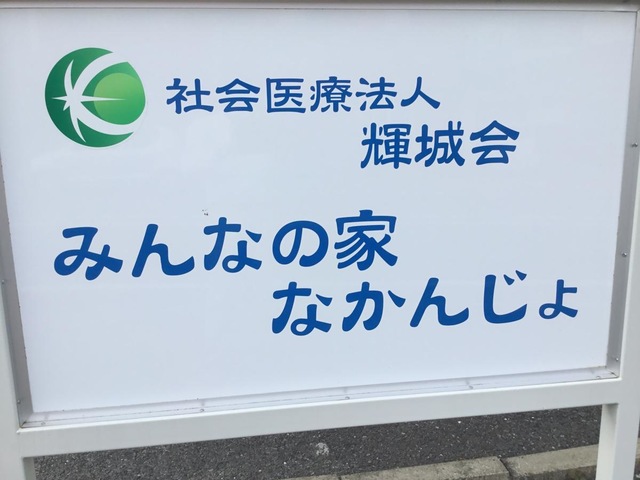 社会医療法人
輝城会
みんなの家
なかんじょ